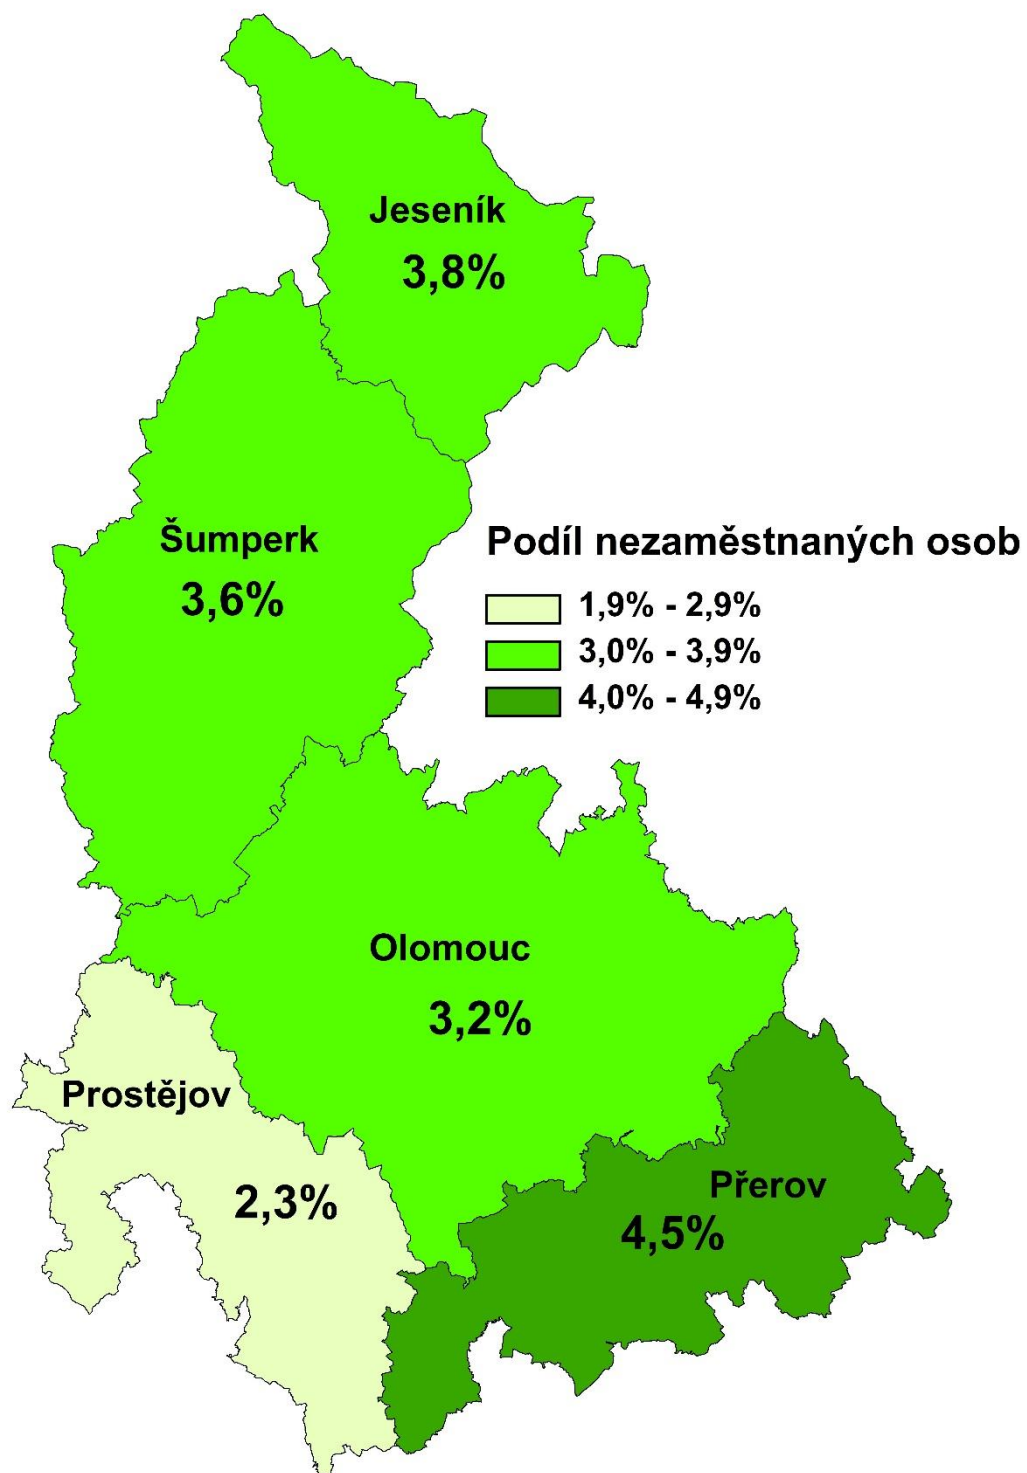 Jeseník
3,8%
Šumperk
3,6%
Podíl nezaměstnaných osob
1,9% - 2,9%
3,0% - 3,9%
4,0% - 4,9%
Olomouc
3,2%
Prostějov
2,3%
Přerov
4,5%